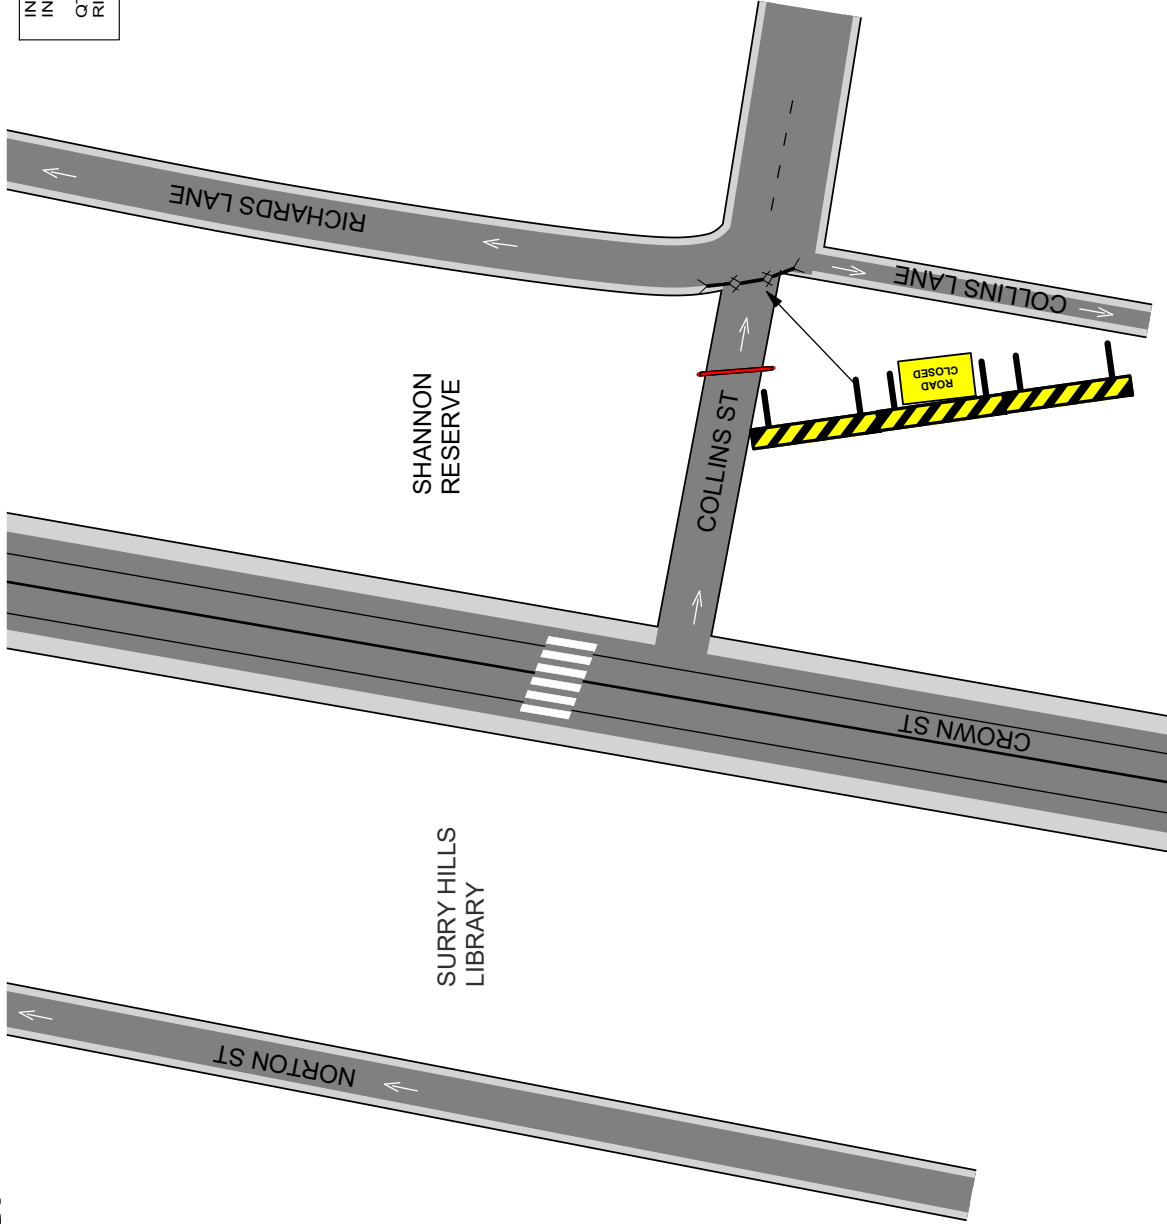 RICHARDS LANE
COLLINS LANE
ROAD
CLOSED
SHANNON
RESERVE
COLLINS ST
CROWN ST
SURRY HILLS
LIBRARY
NORTON ST